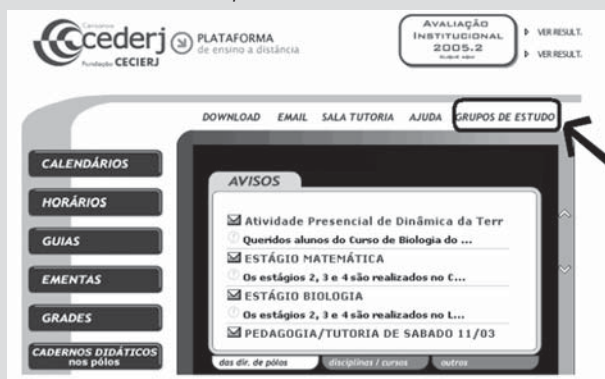 Consórcio
cederj
Fundação CECIERJ
PLATAFORMA
de ensino a distância
AVALIAÇÃO
INSTITUCIONAL
2005.2
VER RESULT.
VER RESULT.
DOWNLOAD EMAIL SALA TUTORIA AJUDA GRUPOS DE ESTUDO
CALENDÁRIOS
HORÁRIOS
GUIAS
EMENTAS
GRADES
CADERNOS DIDÁTICOS
nos pólos
AVISOS
Atividade Presencial de Dinâmica da Terr
Queridos alunos do Curso de Biologia do ...
ESTÁGIO MATEMÁTICA
Os estágios 2, 3 e 4 são realizados no C...
ESTÁGIO BIOLOGIA
Os estágios 2, 3 e 4 são realizados no L...
PEDAGOGIA/TUTORIA DE SABADO 11/03
das dir. de pólos disciplinas / cursos outros